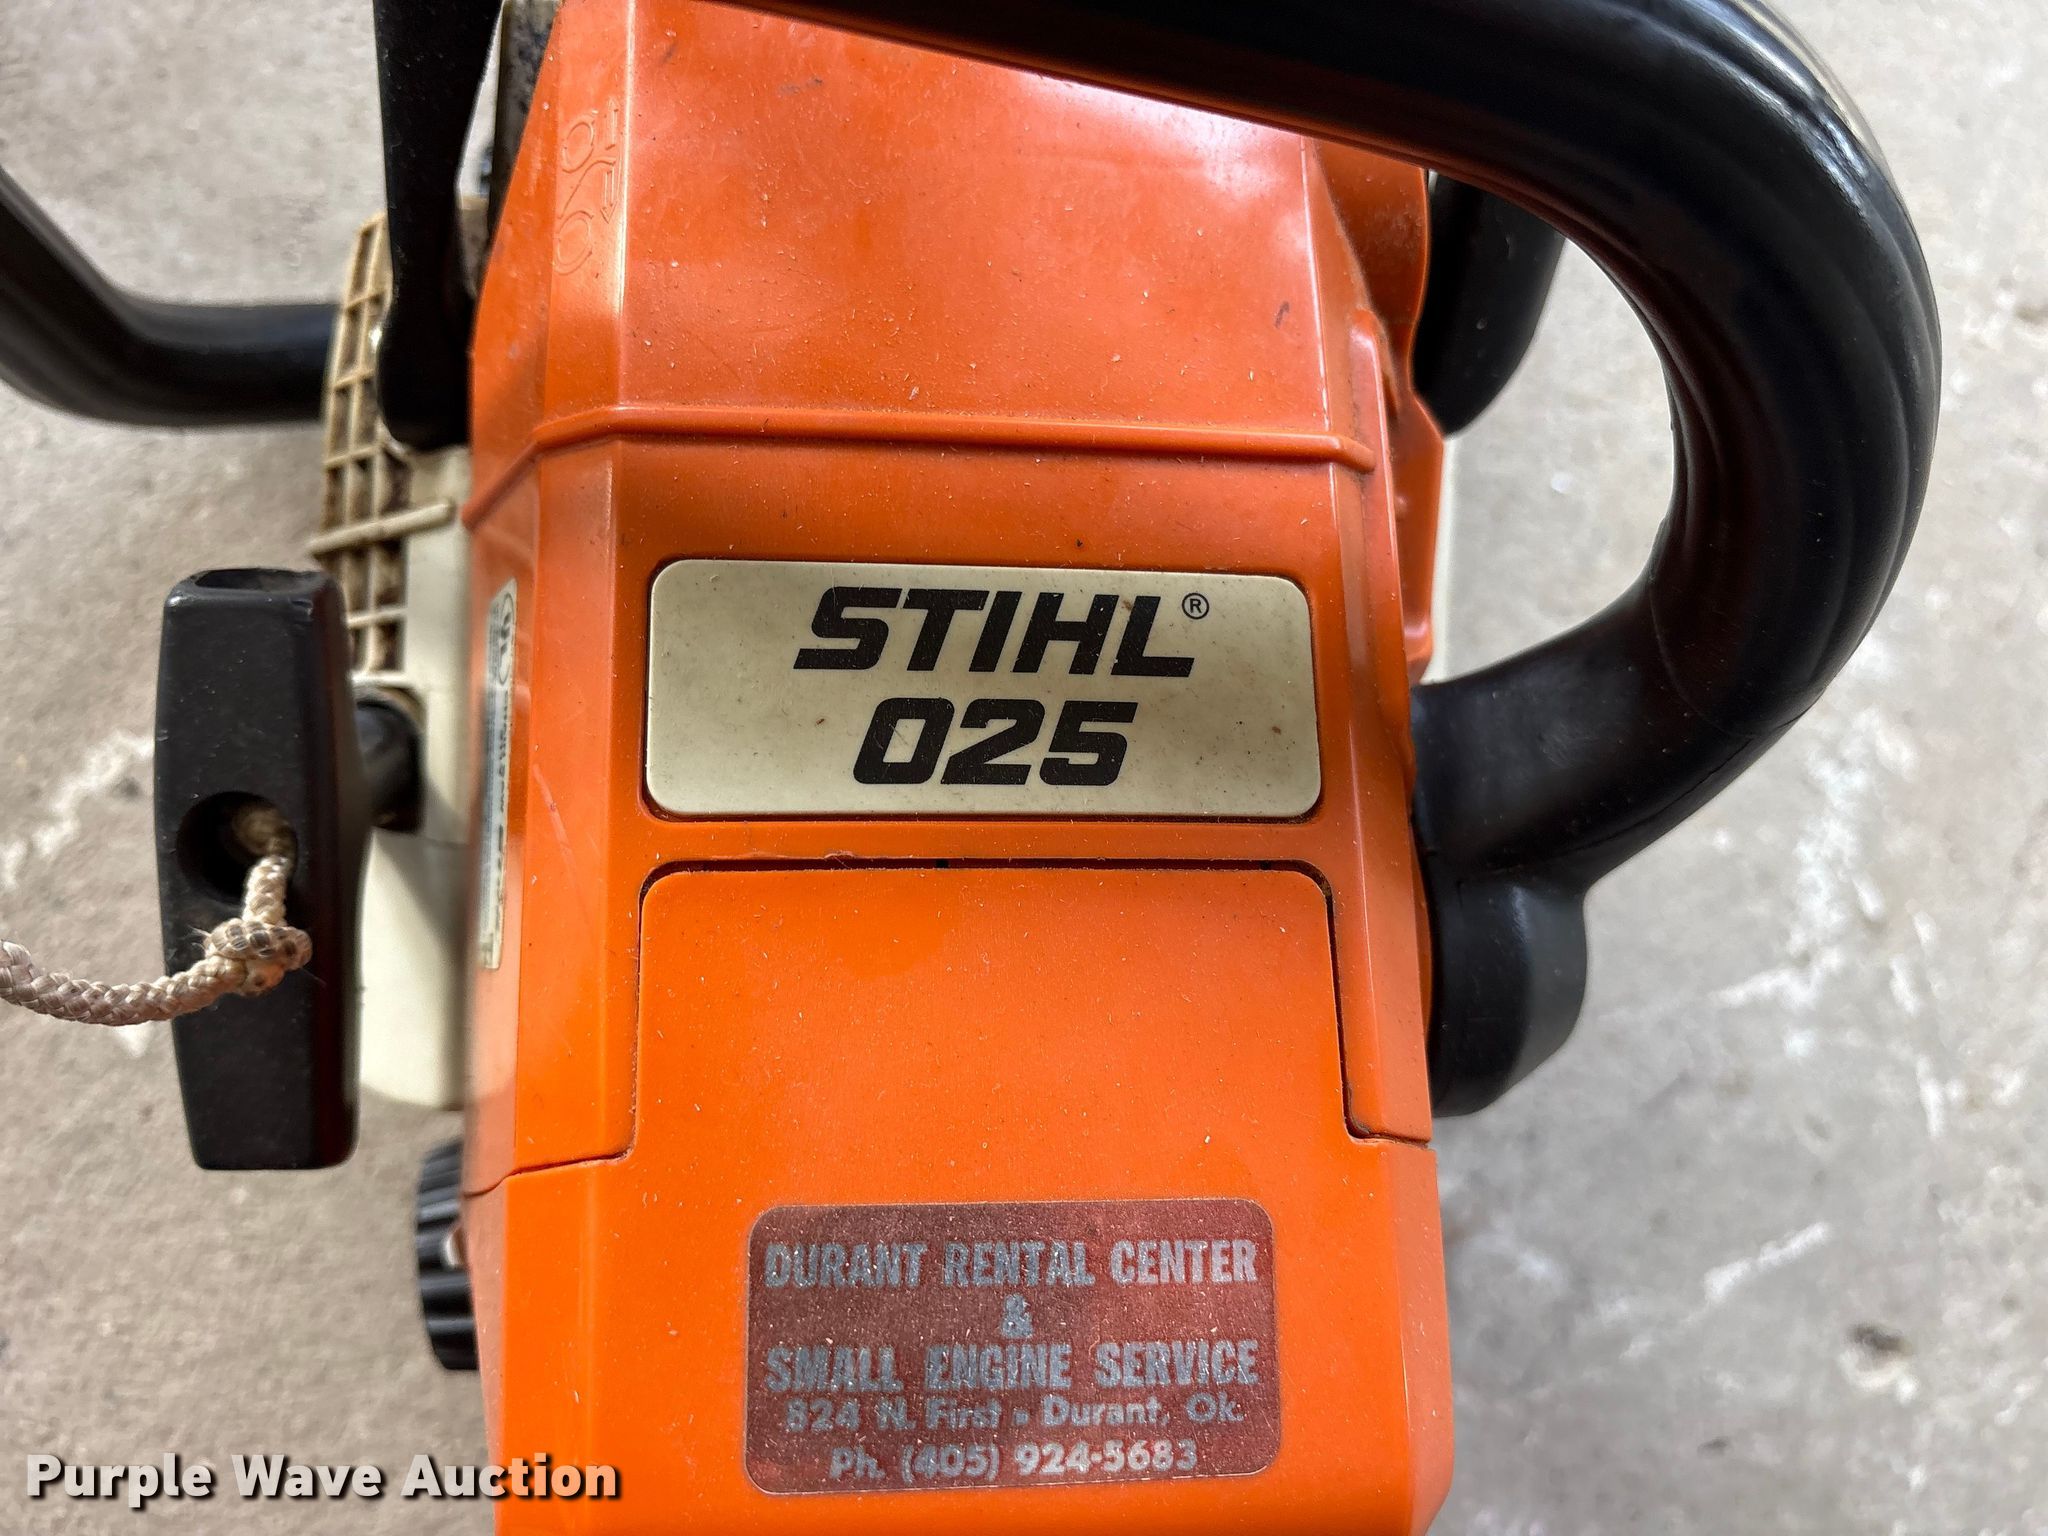 STIHL®
025
DURANT RENTAL CENTER
&
SMALL ENGINE SERVICE
824 N. First • Durant, Ok.
Ph. (405) 924-5683
Purple Wave Auction